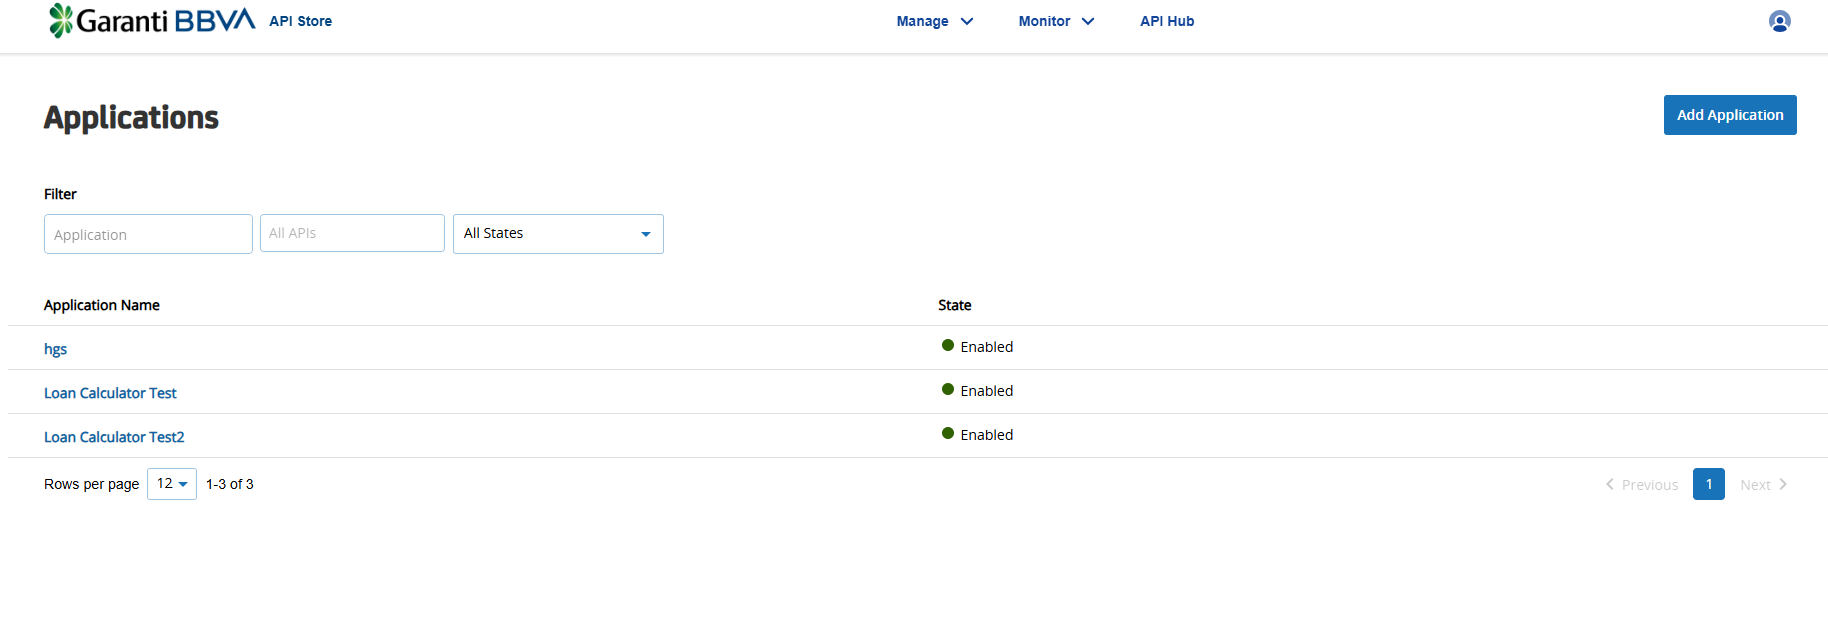 Garanti BBVA API Store Manage Monitor API Hub
Applications Add Application
Filter
Application All APIs All States
Application Name State
hgs Enabled
Loan Calculator Test Enabled
Loan Calculator Test2 Enabled
Rows per page 12 1-3 of 3 Previous 1 Next